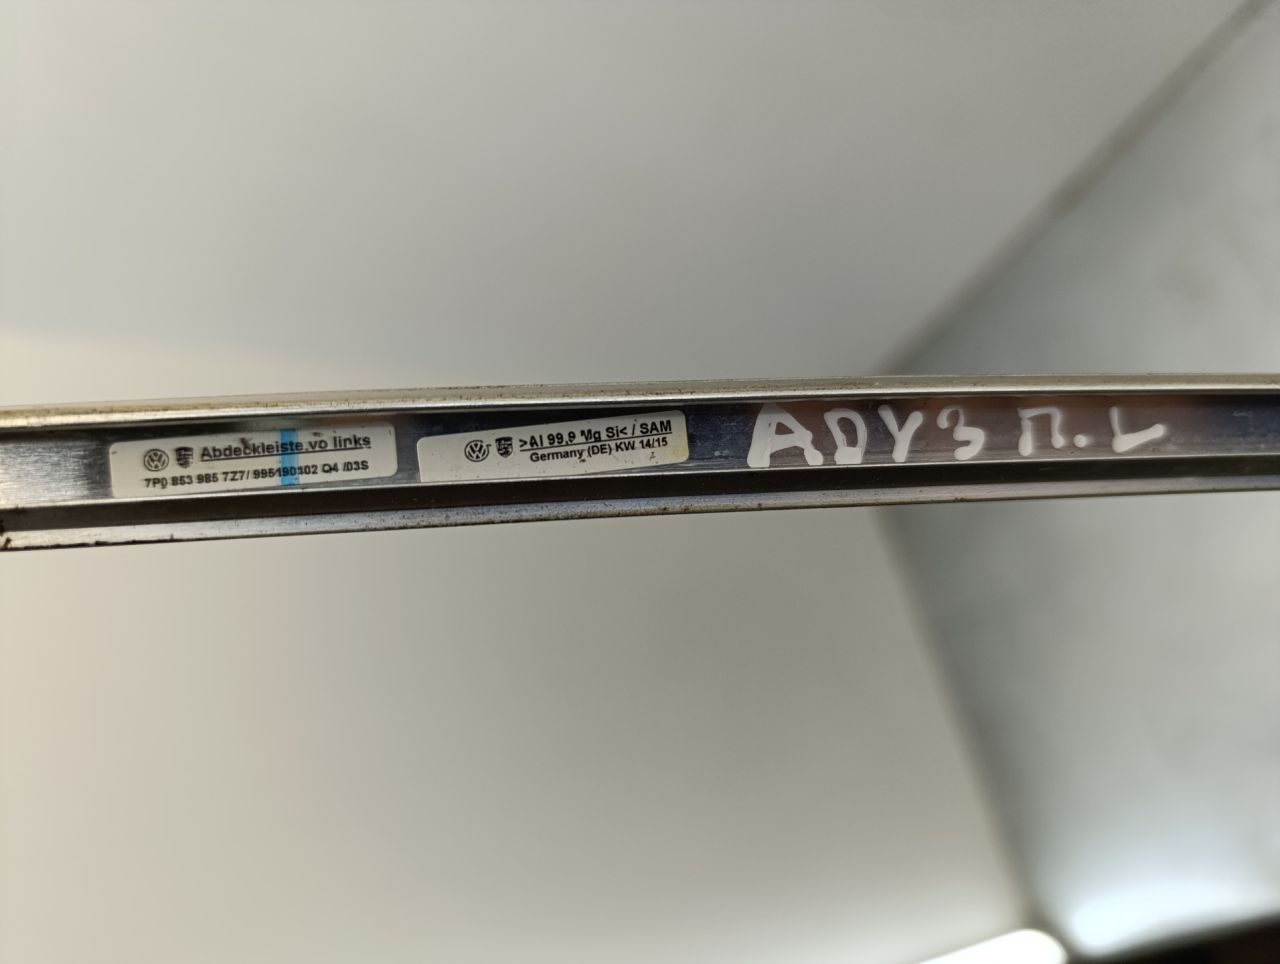 Abdeckleiste vo links
7P0 853 985 7Z7/ 995190302 Q4 /03S
>Al 99,9 Mg Si< / SAM
Germany (DE) KW 14/15
ADY3 П.L